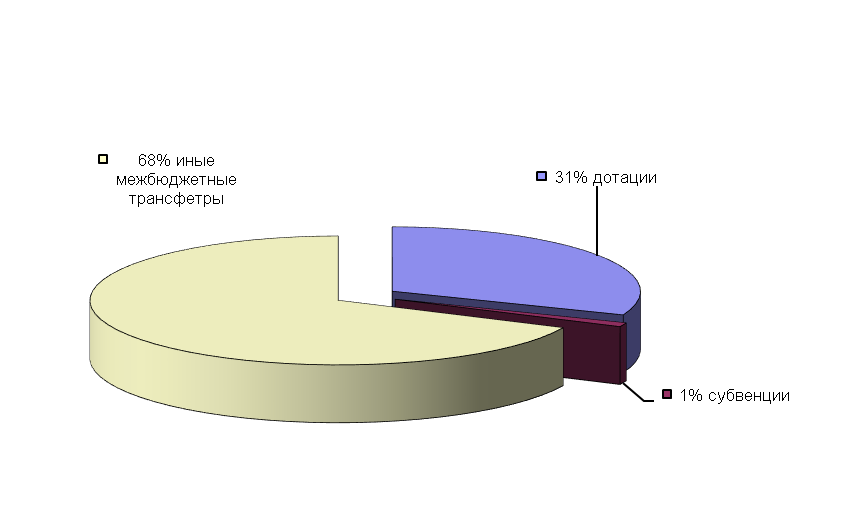 68% иные
межбюджетные
трансфетры
31% дотации
1% субвенции